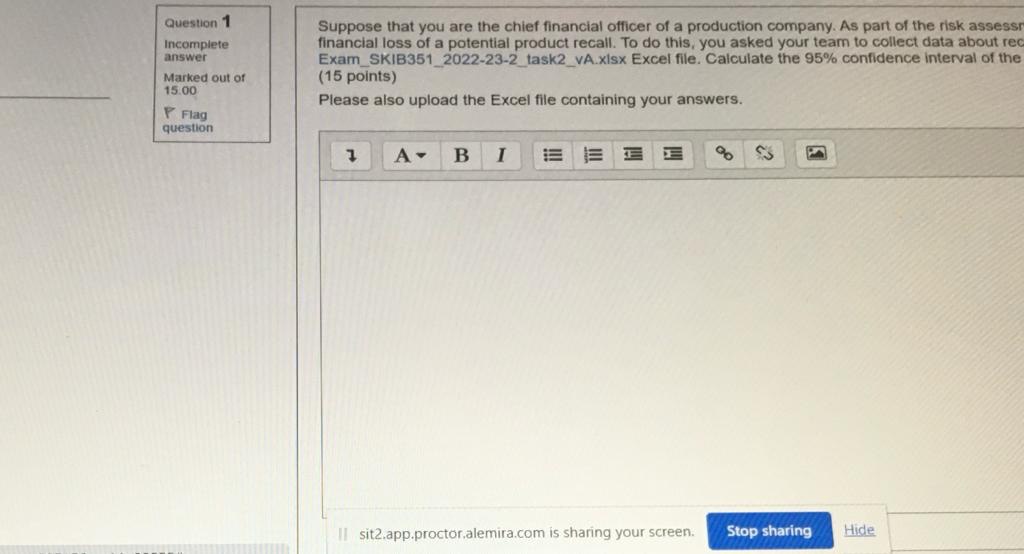 Question 1
Incomplete
answer
Marked out of
15.00
Flag
question
Suppose that you are the chief financial officer of a production company. As part of the risk assessm
financial loss of a potential product recall. To do this, you asked your team to collect data about rec
Exam_SKIB351_2022-23-2_task2_vA.xlsx Excel file. Calculate the 95% confidence interval of the
(15 points)
Please also upload the Excel file containing your answers.
A B I
sit2.app.proctor.alemira.com is sharing your screen. Stop sharing Hide